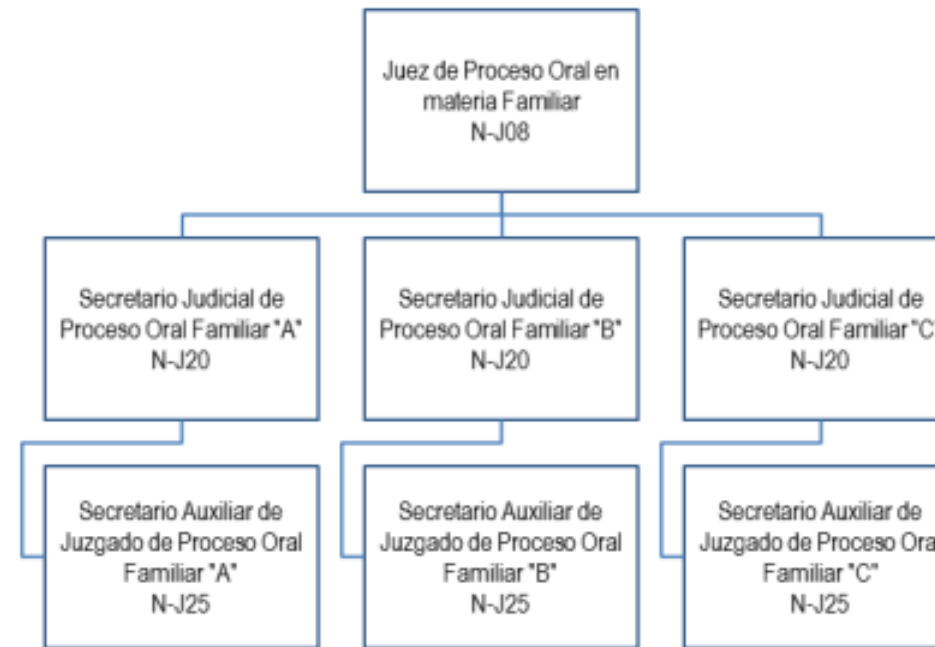 Juez de Proceso Oral en
materia Familiar
N-J08
Secretario Judicial de
Proceso Oral Familiar "A"
N-J20
Secretario Judicial de
Proceso Oral Familiar "B"
N-J20
Secretario Judicial de
Proceso Oral Familiar "C"
N-J20
Secretario Auxiliar de
Juzgado de Proceso Oral
Familiar "A"
N-J25
Secretario Auxiliar de
Juzgado de Proceso Oral
Familiar "B"
N-J25
Secretario Auxiliar de
Juzgado de Proceso Oral
Familiar "C"
N-J25